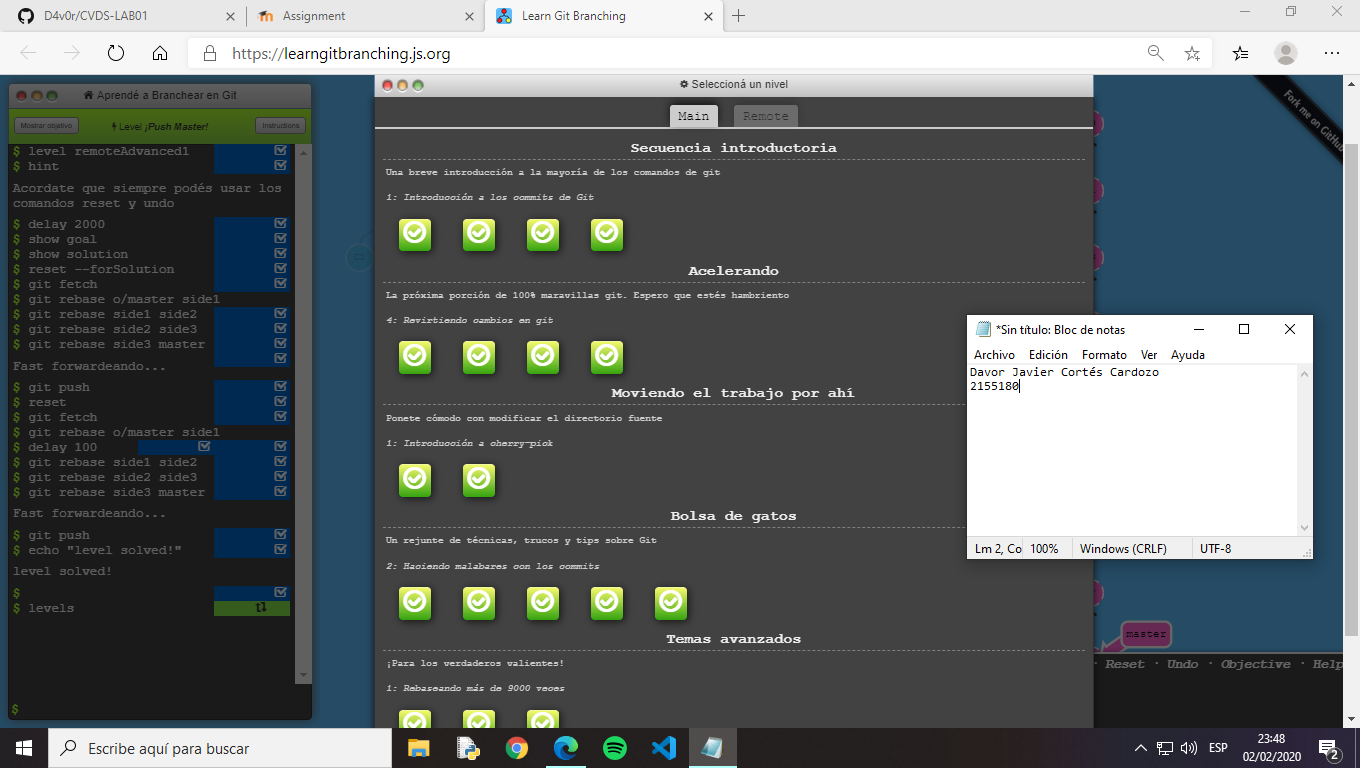 D4v0r/CVDS-LAB01
Assignment
Learn Git Branching
https://learngitbranching.js.org
Aprendé a Branchear en Git
Mostrar objetivo
Level ¡Push Master!
Instructions
$ level remoteAdvanced1
$ hint
Acordate que siempre podés usar los
comandos reset y undo
$ delay 2000
$ show goal
$ show solution
$ reset --forSolution
$ git fetch
$ git rebase o/master side1
$ git rebase side1 side2
$ git rebase side2 side3
$ git rebase side3 master
Fast forwardeando...
$ git push
$ reset
$ git fetch
$ git rebase o/master side1
$ delay 100
$ git rebase side1 side2
$ git rebase side2 side3
$ git rebase side3 master
Fast forwardeando...
$ git push
$ echo "level solved!"
level solved!
$
$ levels
$
Seleccioná un nivel
Main
Remote
Secuencia introductoria
Una breve introducción a la mayoría de los comandos de git
1: Introducción a los commits de Git
Acelerando
La próxima porción de 100% maravillas git. Espero que estés hambriento
4: Revirtiendo cambios en git
Moviendo el trabajo por ahí
Ponete cómodo con modificar el directorio fuente
1: Introducción a cherry-pick
Bolsa de gatos
Un rejunte de técnicas, trucos y tips sobre Git
2: Haciendo malabares con los commits
Temas avanzados
¡Para los verdaderos valientes!
1: Rebaseando más de 9000 veces
Fork me on GitHub
*Sin título: Bloc de notas
Archivo Edición Formato Ver Ayuda
Davor Javier Cortés Cardozo
2155180
Lm 2, Co 100% Windows (CRLF) UTF-8
master
· Reset · Undo · Objective · Help
Escribe aquí para buscar
ESP
23:48
02/02/2020
2